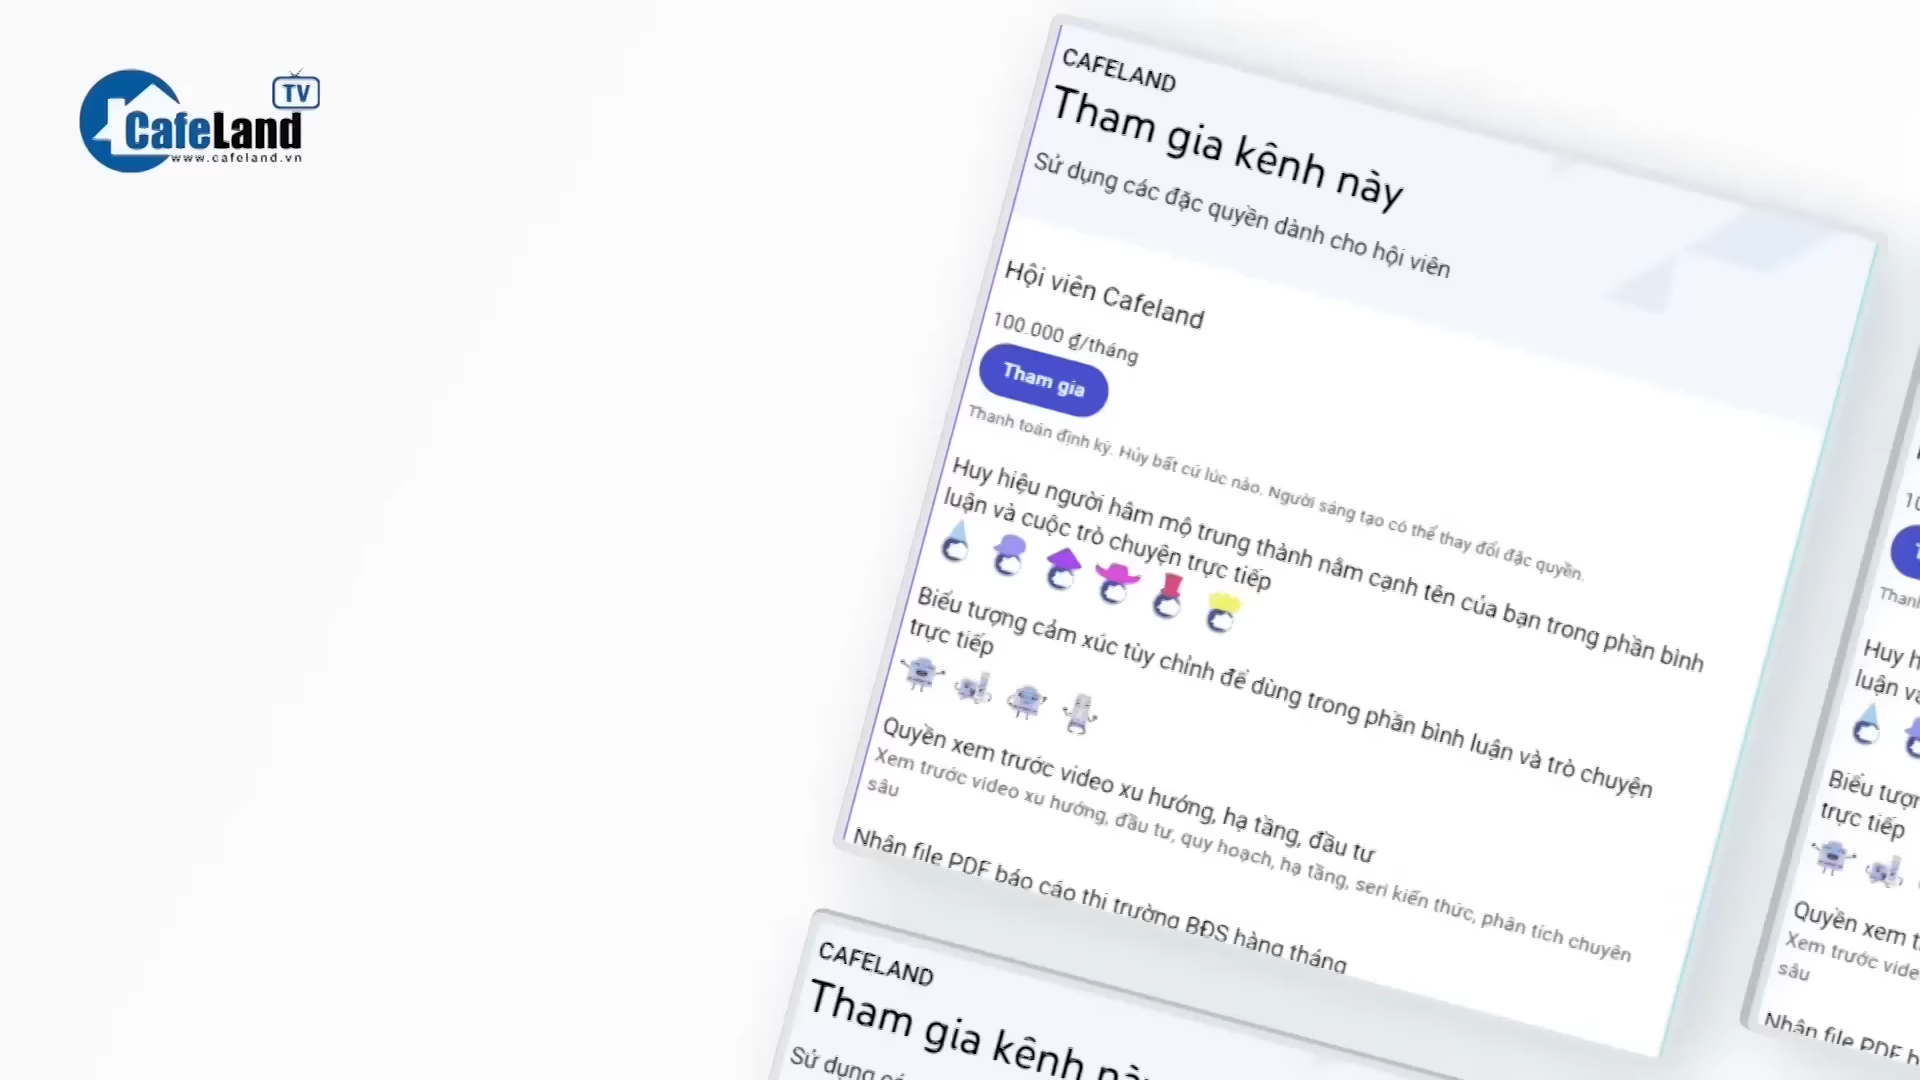 TV
CafeLand
www.cafeland.vn
CAFELAND
Tham gia kênh này
Sử dụng các đặc quyền dành cho hội viên
Hội viên Cafeland
100.000 ₫/tháng
Tham gia
Thanh toán định kỳ. Hủy bất cứ lúc nào. Người sáng tạo có thể thay đổi đặc quyền.
Huy hiệu người hâm mộ trung thành nằm cạnh tên của bạn trong phần bình
luận và cuộc trò chuyện trực tiếp
Biểu tượng cảm xúc tùy chỉnh để dùng trong phần bình luận và trò chuyện
trực tiếp
Quyền xem trước video xu hướng, hạ tầng, đầu tư
Xem trước video xu hướng, đầu tư, quy hoạch, hạ tầng, seri kiến thức, phân tích chuyên
sâu
Nhận file PDF báo cáo thị trường BĐS hàng tháng
CAFELAND
Tham gia kênh này
Sử dụng
Huy
luận
Biểu
trực tiếp
Quyền xem
Xem trước
sâu
Nhận file PDF